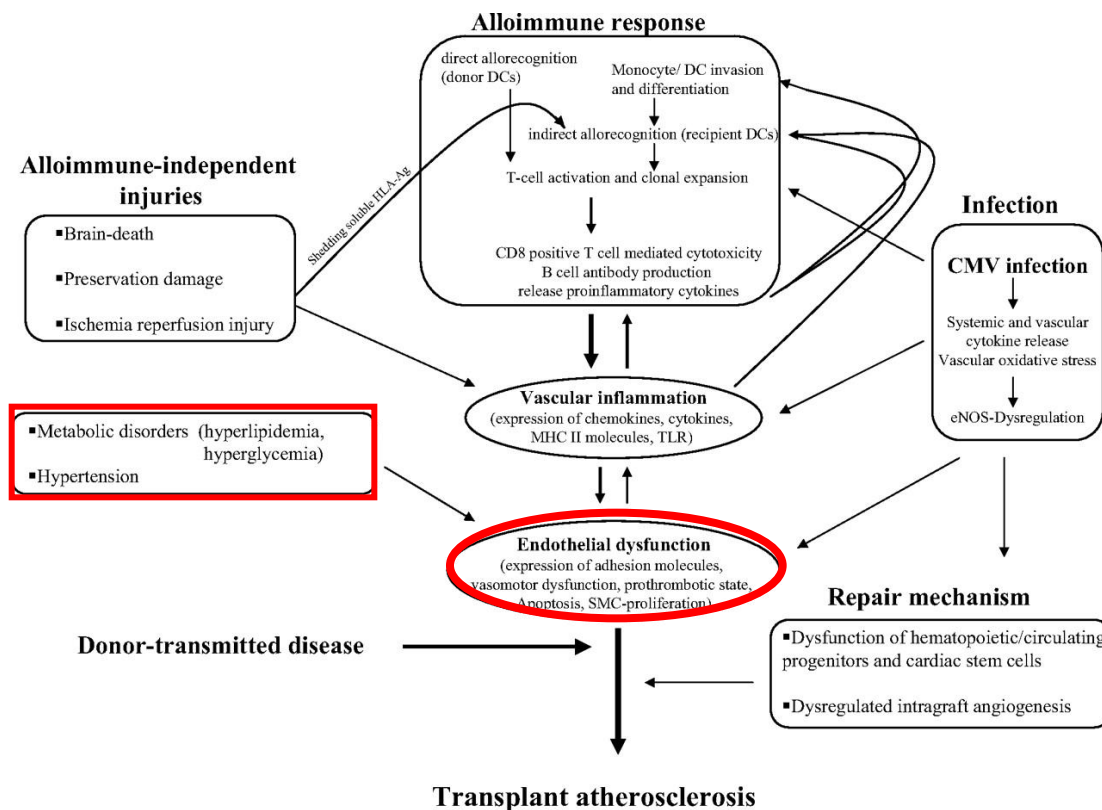 Alloimmune response
direct allorecognition
(donor DCs)
Monocyte/ DC invasion
and differentiation
indirect allorecognition (recipient DCs)
T-cell activation and clonal expansion
CD8 positive T cell mediated cytotoxicity
B cell antibody production
release proinflammatory cytokines
Alloimmune-independent
injuries
▪Brain-death
▪Preservation damage
▪Ischemia reperfusion injury
Shedding soluble HLA-Ag
Infection
CMV infection
Systemic and vascular
cytokine release
Vascular oxidative stress
eNOS-Dysregulation
Vascular inflammation
(expression of chemokines, cytokines,
MHC II molecules, TLR)
▪Metabolic disorders (hyperlipidemia,
hyperglycemia)
▪Hypertension
Endothelial dysfunction
(expression of adhesion molecules,
vasomotor dysfunction, prothrombotic state,
Apoptosis, SMC-proliferation)
Repair mechanism
▪Dysfunction of hematopoietic/circulating
progenitors and cardiac stem cells
▪Dysregulated intragraft angiogenesis
Donor-transmitted disease
Transplant atherosclerosis